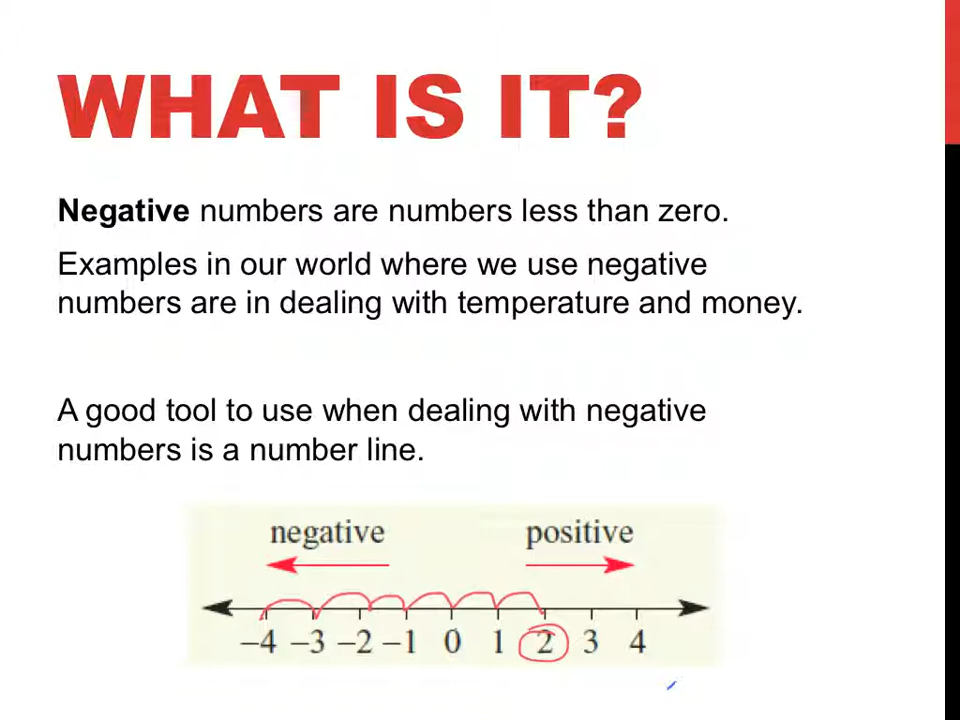 WHAT IS IT?
Negative numbers are numbers less than zero.
Examples in our world where we use negative
numbers are in dealing with temperature and money.
A good tool to use when dealing with negative
numbers is a number line.
negative positive
–4 –3 –2 –1 0 1 2 3 4